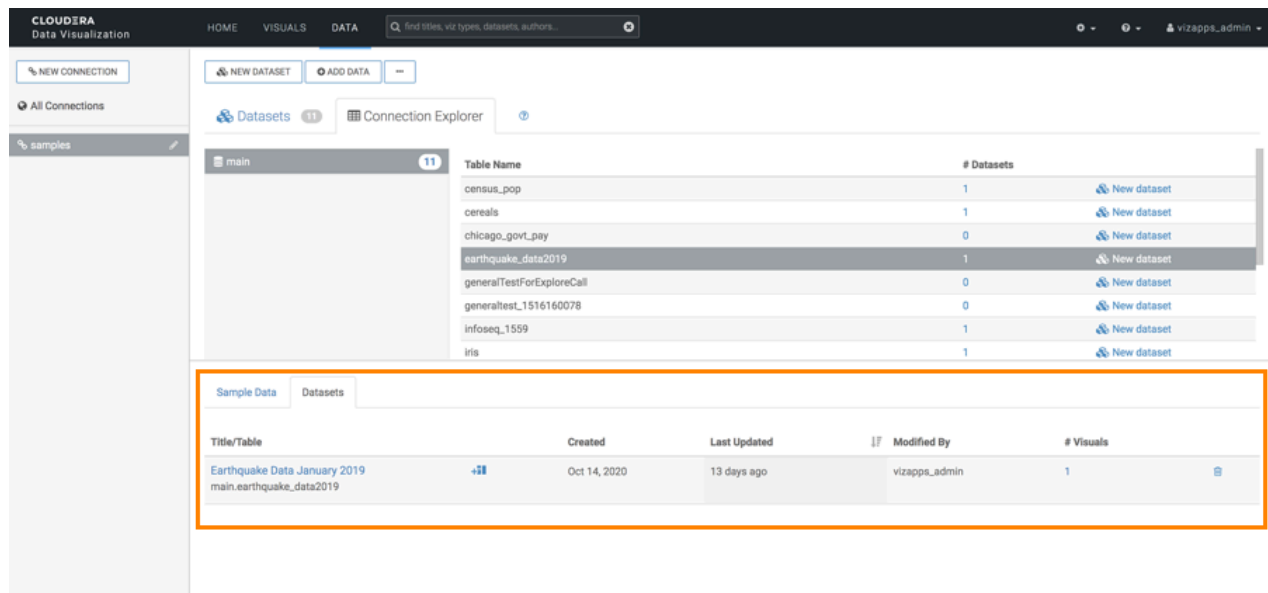 CLOUDERA
Data Visualization
HOME VISUALS DATA find titles, viz types, datasets, authors... vizapps_admin
NEW CONNECTION
All Connections
samples
NEW DATASET ADD DATA
Datasets 11 Connection Explorer
main 11
Table Name # Datasets
census_pop 1 New dataset
cereals 1 New dataset
chicago_govt_pay 0 New dataset
earthquake_data2019 1 New dataset
generalTestForExploreCall 0 New dataset
generaltest_1516160078 0 New dataset
infoseq_1559 1 New dataset
iris 1 New dataset
Sample Data Datasets
Title/Table Created Last Updated Modified By # Visuals
Earthquake Data January 2019 Oct 14, 2020 13 days ago vizapps_admin 1
main.earthquake_data2019